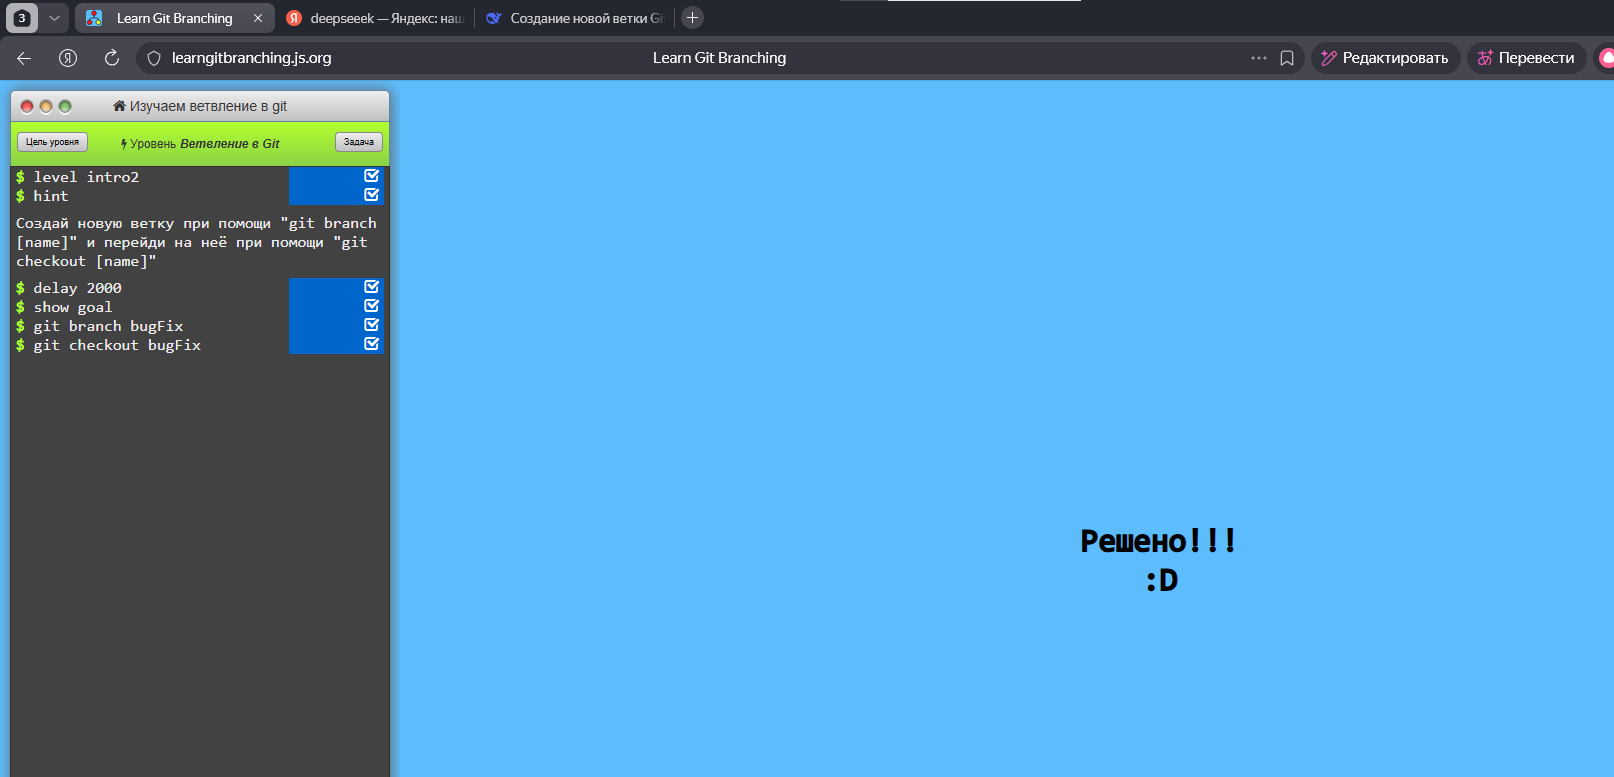 3
Learn Git Branching
deepseeek — Яндекс: наш
Создание новой ветки Gi
learngitbranching.js.org
Learn Git Branching
Редактировать
Перевести
Изучаем ветвление в git
Цель уровня
Уровень Ветвление в Git
Задача
$ level intro2
$ hint
Создай новую ветку при помощи "git branch
[name]" и перейди на неё при помощи "git
checkout [name]"
$ delay 2000
$ show goal
$ git branch bugFix
$ git checkout bugFix
Решено!!!
:D